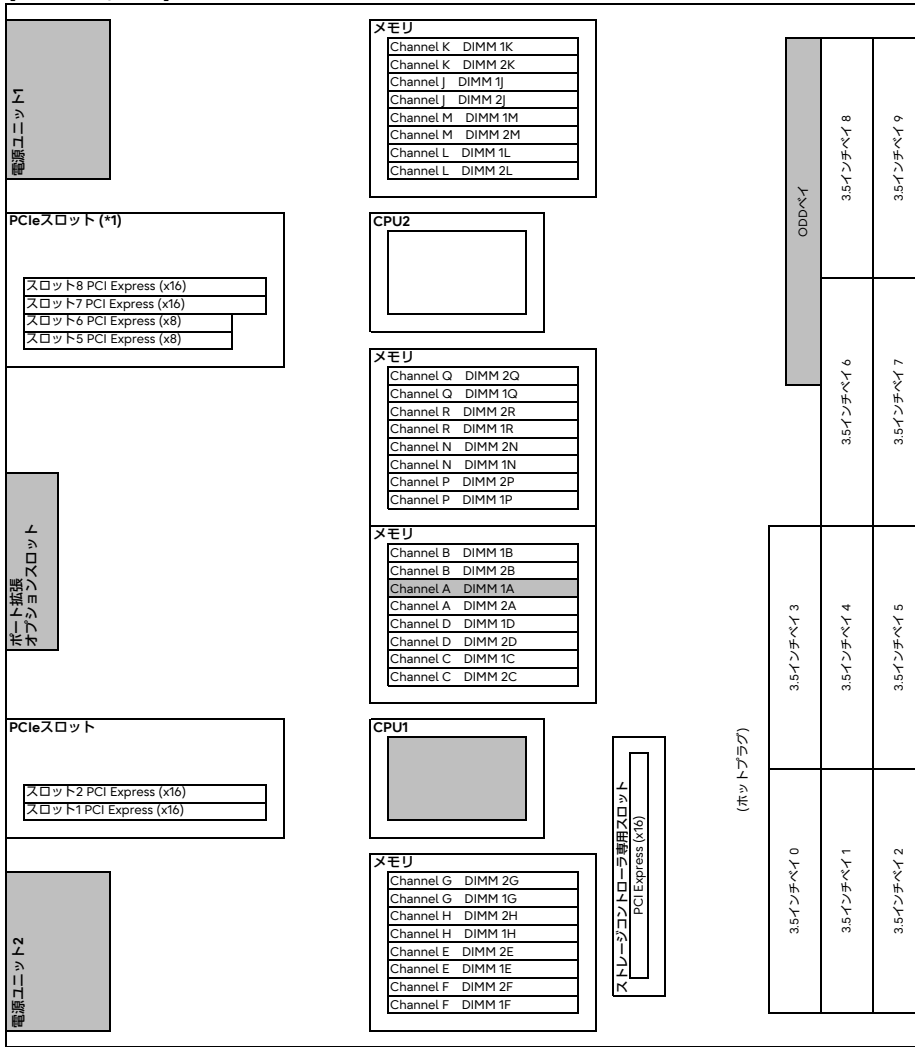 電源ユニット1
メモリ
Channel K DIMM 1K
Channel K DIMM 2K
Channel J DIMM 1J
Channel J DIMM 2J
Channel M DIMM 1M
Channel M DIMM 2M
Channel L DIMM 1L
Channel L DIMM 2L
PCIeスロット (*1)
スロット8 PCI Express (x16)
スロット7 PCI Express (x16)
スロット6 PCI Express (x8)
スロット5 PCI Express (x8)
CPU2
メモリ
Channel Q DIMM 2Q
Channel Q DIMM 1Q
Channel R DIMM 2R
Channel R DIMM 1R
Channel N DIMM 2N
Channel N DIMM 1N
Channel P DIMM 2P
Channel P DIMM 1P
ポート拡張
オプションスロット
メモリ
Channel B DIMM 1B
Channel B DIMM 2B
Channel A DIMM 1A
Channel A DIMM 2A
Channel D DIMM 1D
Channel D DIMM 2D
Channel C DIMM 1C
Channel C DIMM 2C
PCIeスロット
スロット2 PCI Express (x16)
スロット1 PCI Express (x16)
CPU1
電源ユニット2
メモリ
Channel G DIMM 2G
Channel G DIMM 1G
Channel H DIMM 2H
Channel H DIMM 1H
Channel E DIMM 2E
Channel E DIMM 1E
Channel F DIMM 2F
Channel F DIMM 1F
ストレージコントローラ専用スロット
PCI Express (x16)
(ホットプラグ)
ODDベイ
3.5インチベイ 8
3.5インチベイ 9
3.5インチベイ 6
3.5インチベイ 7
3.5インチベイ 3
3.5インチベイ 4
3.5インチベイ 5
3.5インチベイ 0
3.5インチベイ 1
3.5インチベイ 2